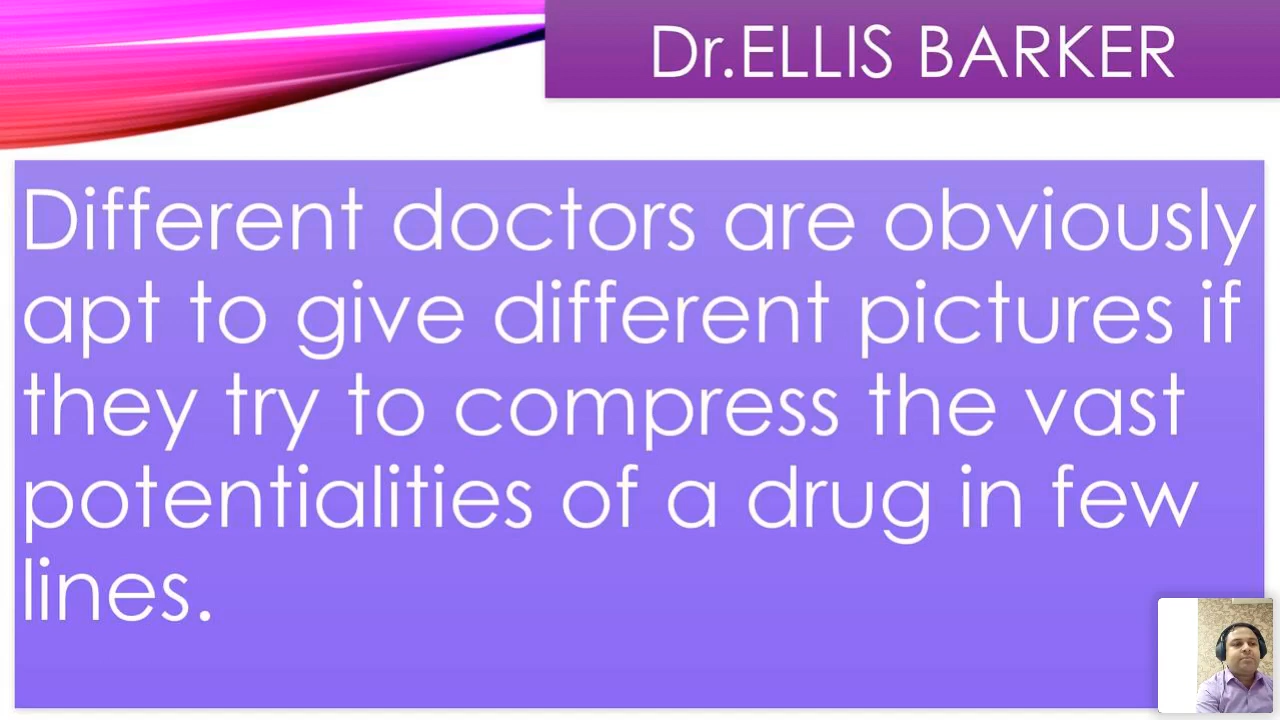 Dr.ELLIS BARKER
Different doctors are obviously
apt to give different pictures if
they try to compress the vast
potentialities of a drug in few
lines.